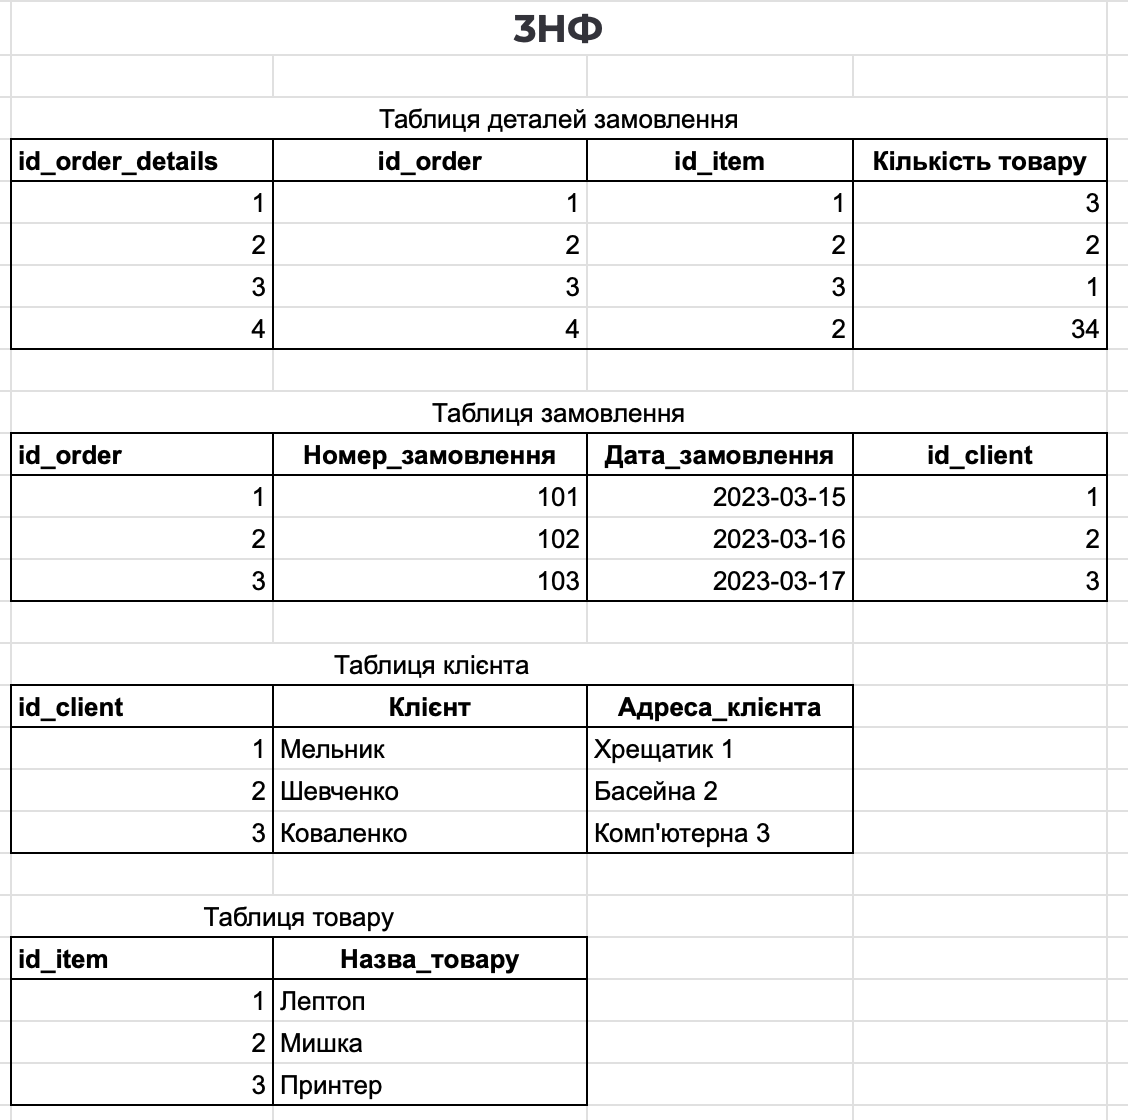 3НФ
Таблиця деталей замовлення
id_order_details id_order id_item Кількість товару
1 1 1 3
2 2 2 2
3 3 3 1
4 4 2 34
Таблиця замовлення
id_order Номер_замовлення Дата_замовлення id_client
1 101 2023-03-15 1
2 102 2023-03-16 2
3 103 2023-03-17 3
Таблиця клієнта
id_client Клієнт Адреса_клієнта
1 Мельник Хрещатик 1
2 Шевченко Басейна 2
3 Коваленко Комп'ютерна 3
Таблиця товару
id_item Назва_товару
1 Лептоп
2 Мишка
3 Принтер